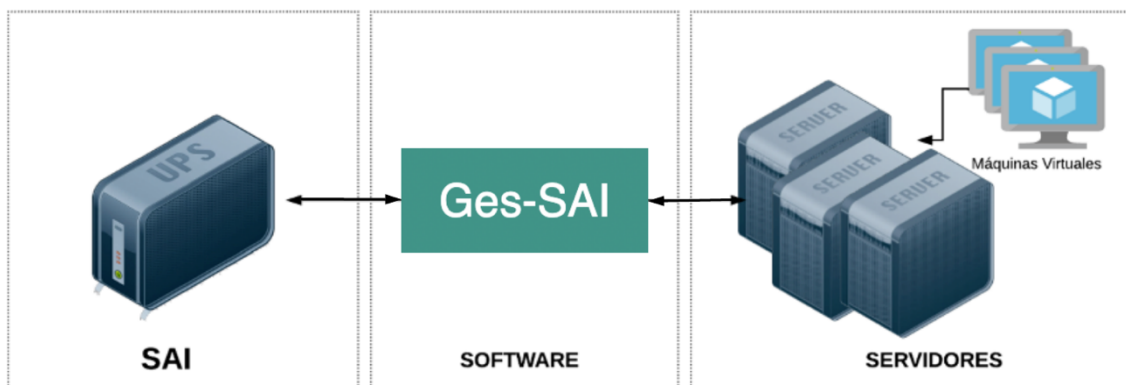 UPS
SAI
Ges-SAI
SOFTWARE
SERVER
SERVER
SERVER
Máquinas Virtuales
SERVIDORES